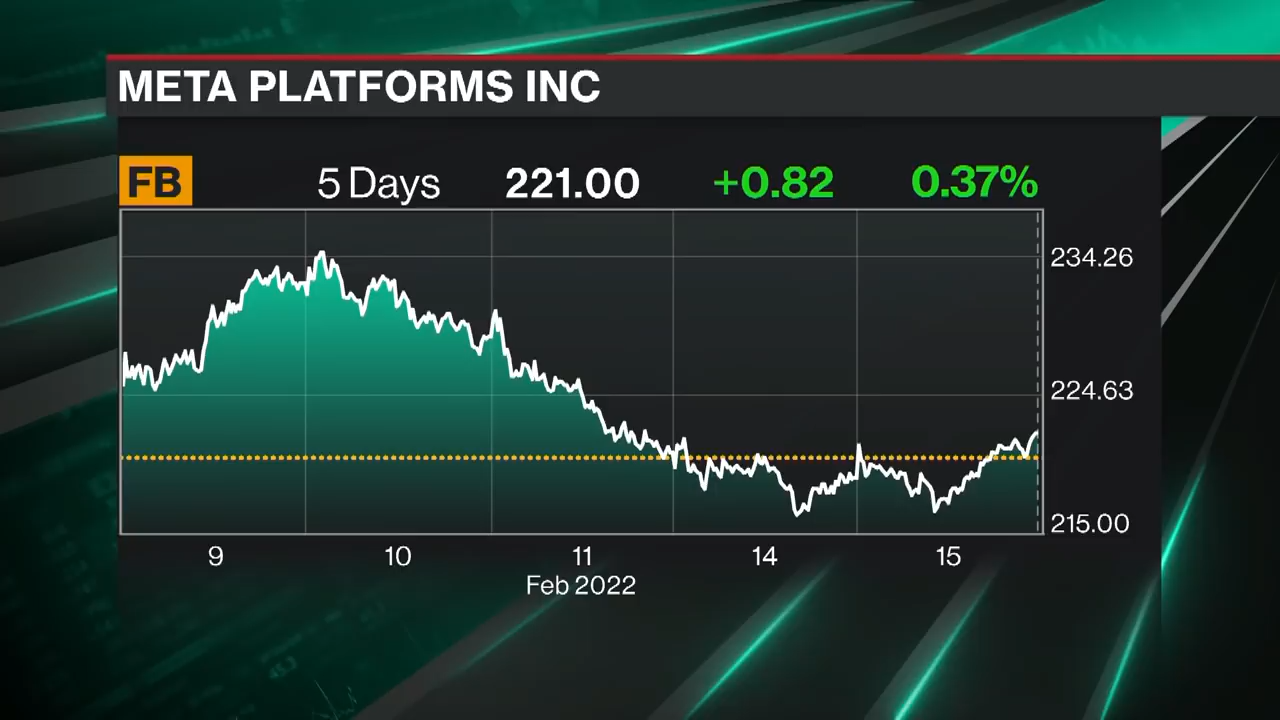 META PLATFORMS INC
FB 5 Days 221.00 +0.82 0.37%
234.26
224.63
215.00
9 10 11 14 15
Feb 2022